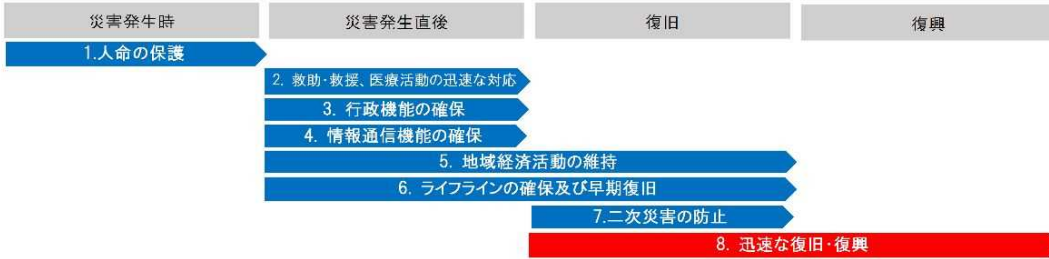 災害発生時
災害発生直後
復旧
復興
1.人命の保護
2. 救助・救援、医療活動の迅速な対応
3. 行政機能の確保
4. 情報通信機能の確保
5. 地域経済活動の維持
6. ライフラインの確保及び早期復旧
7.二次災害の防止
8. 迅速な復旧・復興